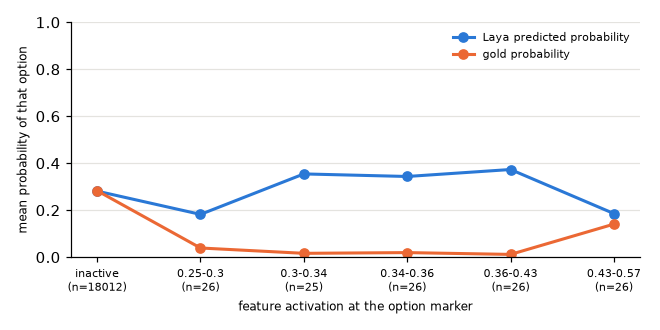 1.0
0.8
0.6
0.4
0.2
0.0
mean probability of that option
Laya predicted probability
gold probability
inactive
(n=18012)
0.25-0.3
(n=26)
0.3-0.34
(n=25)
0.34-0.36
(n=26)
0.36-0.43
(n=26)
0.43-0.57
(n=26)
feature activation at the option marker